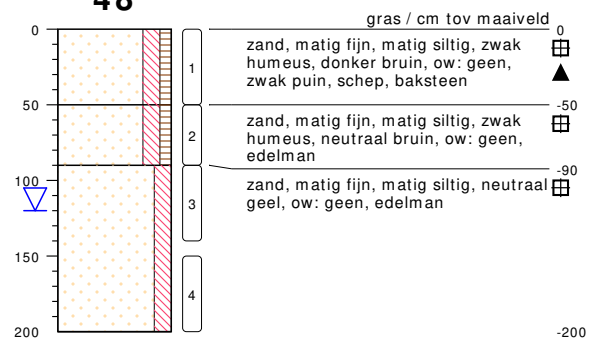 48
gras / cm tov maaiveld
0
0
zand, matig fijn, matig siltig, zwak
humeus, donker bruin, ow: geen,
zwak puin, schep, baksteen
1
50
-50
zand, matig fijn, matig siltig, zwak
humeus, neutraal bruin, ow: geen,
edelman
2
-90
100
zand, matig fijn, matig siltig, neutraal
geel, ow: geen, edelman
3
150
4
200
-200